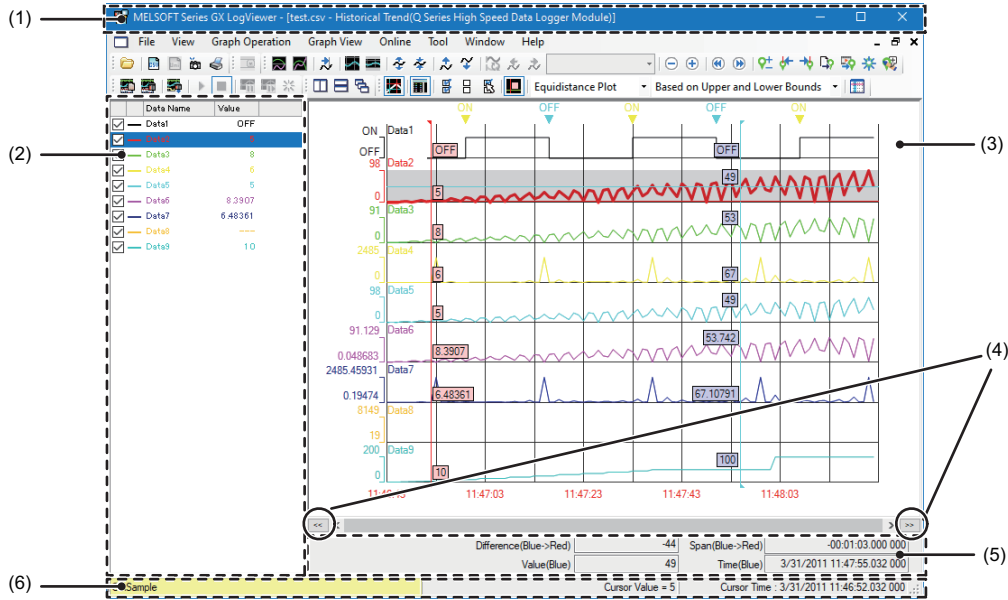 (1)
MELSOFT Series GX LogViewer - [test.csv - Historical Trend(Q Series High Speed Data Logger Module)]
File View Graph Operation Graph View Online Tool Window Help
Equidistance Plot
Based on Upper and Lower Bounds
(2)
Data Name Value
Data1 OFF
Data3 8
Data4 6
Data5 5
Data6 8.3907
Data7 6.48361
Data8 ---
Data9 10
ON OFF ON OFF ON
(3)
ON Data1
OFF OFF OFF
98 Data2
49
0 5
91 Data3
53
0 8
2485 Data4
0 6 67
98 Data5
49
0 5
91.129 Data6
53.742
0.048683 8.3907
2485.45931 Data7
0.19474 6.48361 67.10791
(4)
8149 Data8
19
200 Data9
100
0 10
11:47:03 11:47:23 11:47:43 11:48:03
<< < > >>
Difference(Blue->Red) -44 Span(Blue->Red) -00:01:03.000 000
(5)
Value(Blue) 49 Time(Blue) 3/31/2011 11:47:55.032 000
(6)
Sample Cursor Value = 5 Cursor Time : 3/31/2011 11:46:52.032 000